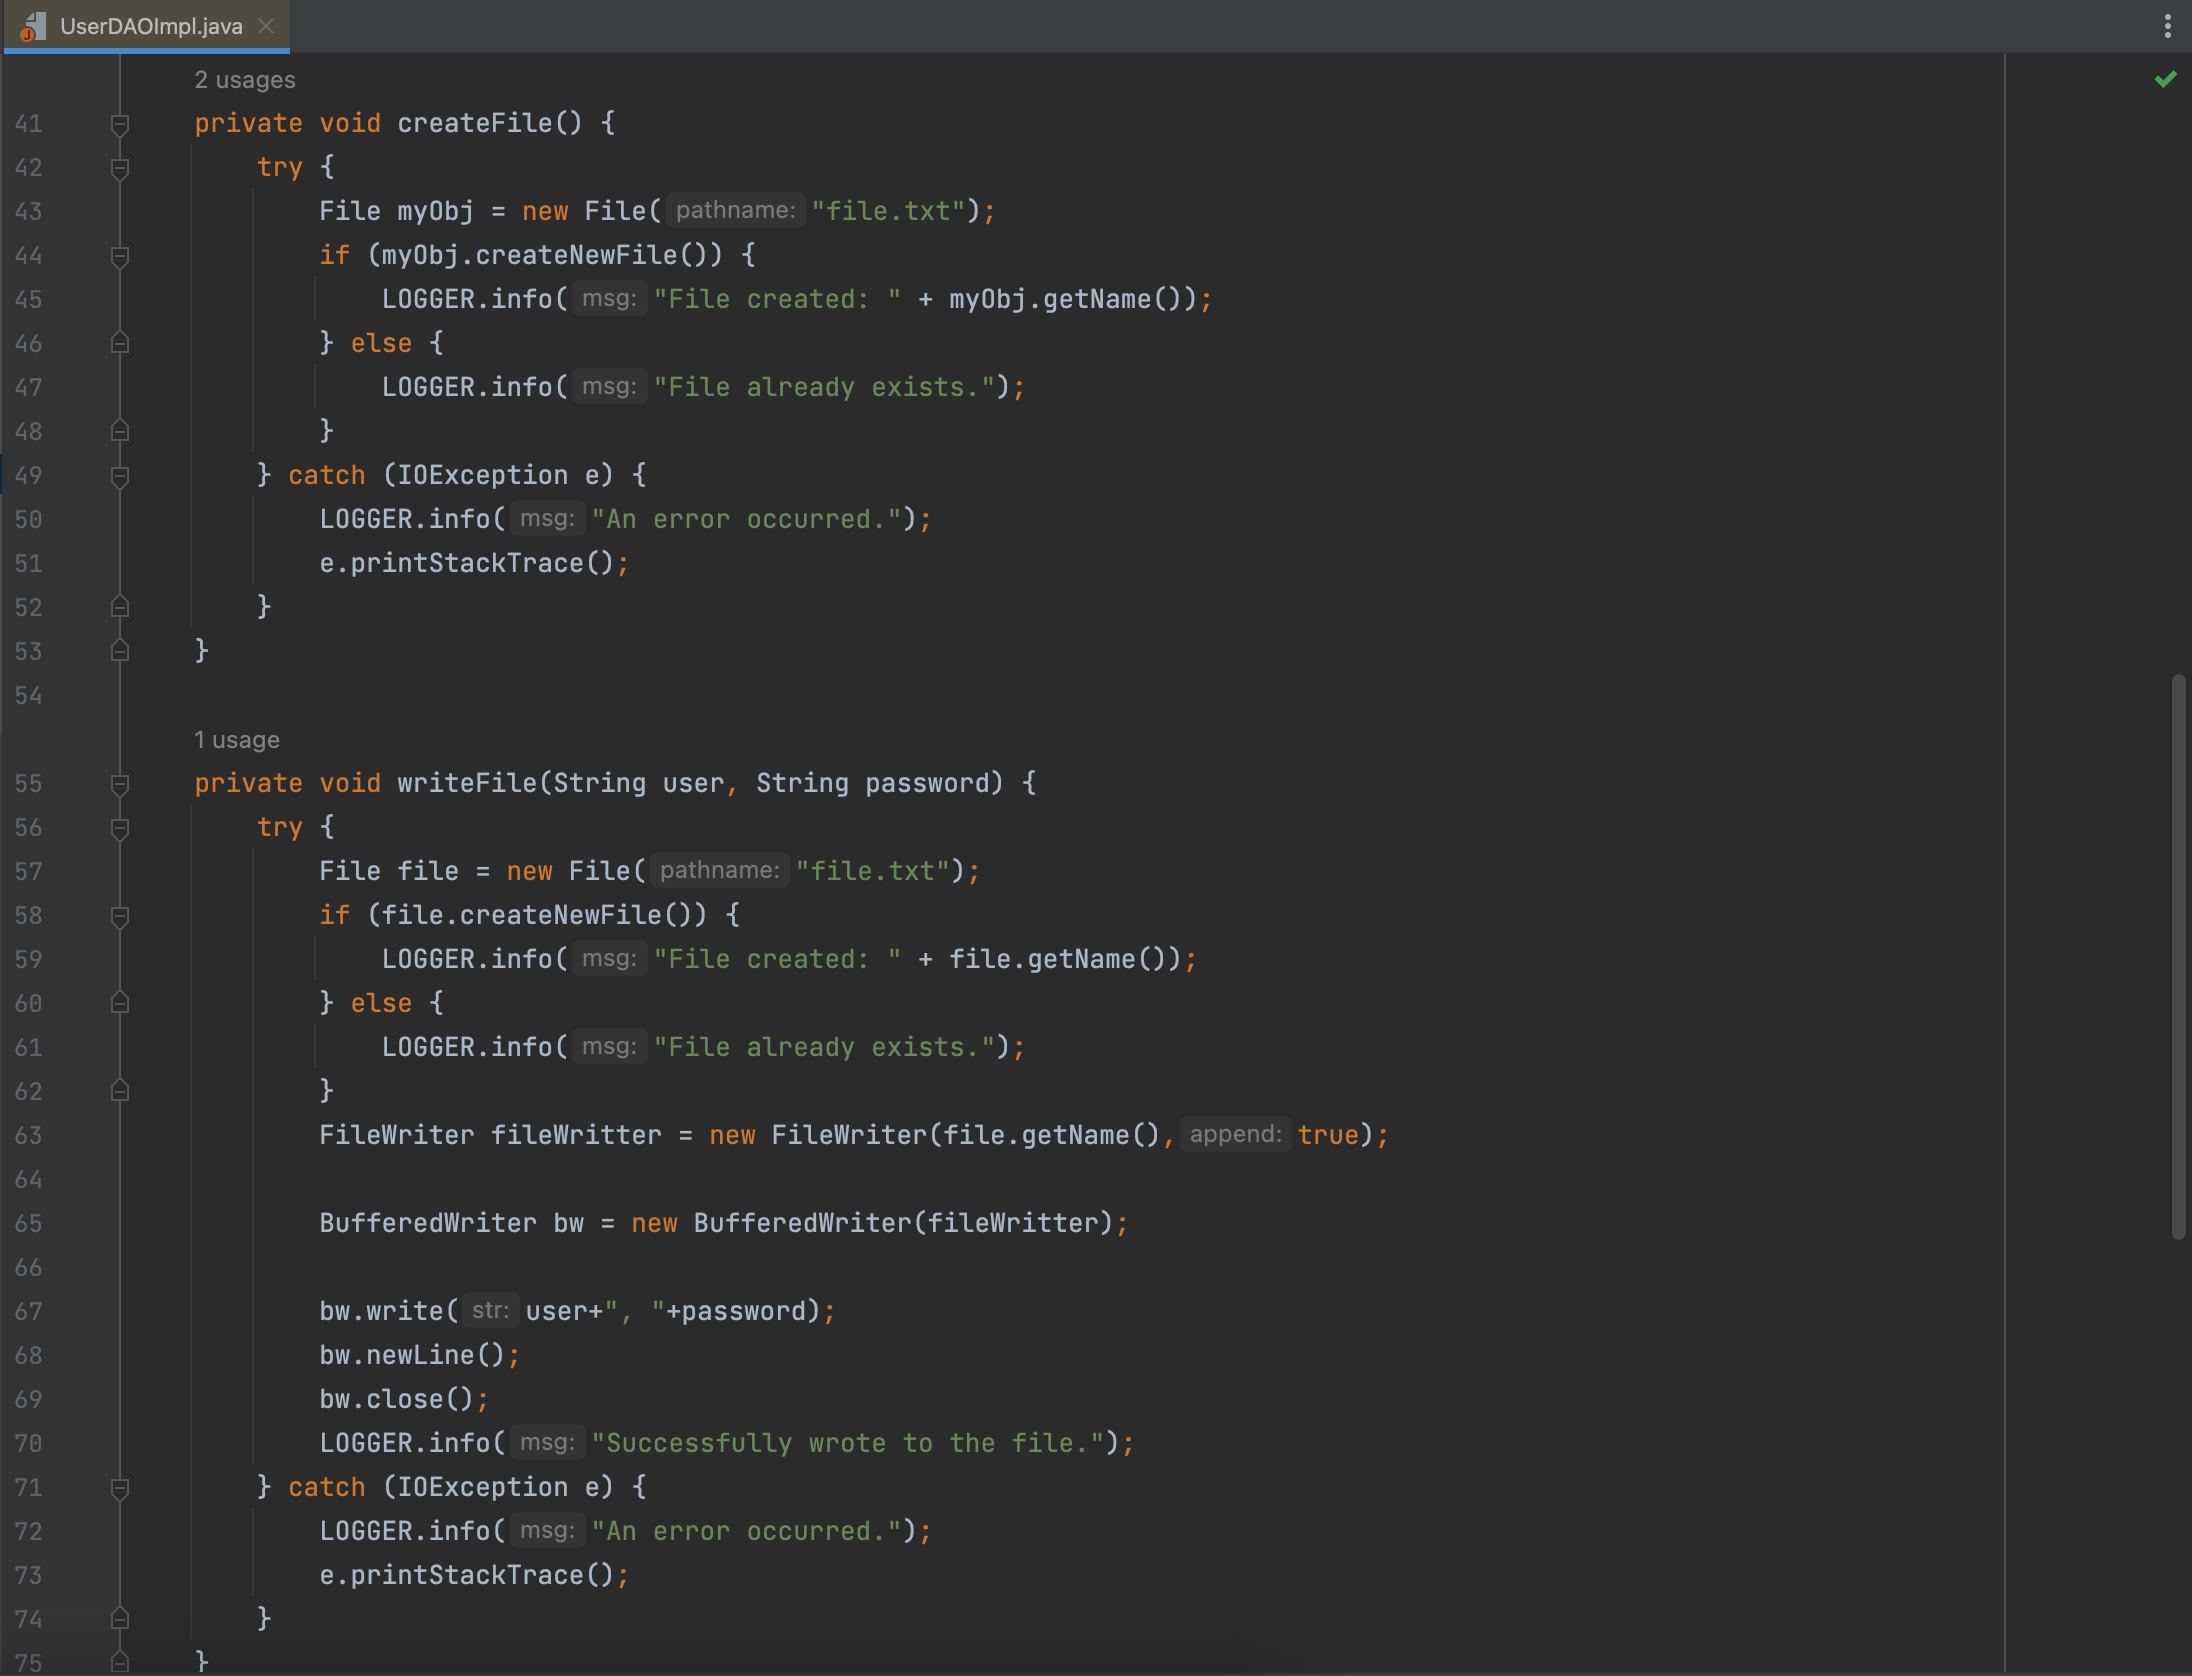 UserDAOImpl.java
2 usages
41 private void createFile() {
42 try {
43 File myObj = new File( pathname: "file.txt");
44 if (myObj.createNewFile()) {
45 LOGGER.info( msg: "File created: " + myObj.getName());
46 } else {
47 LOGGER.info( msg: "File already exists.");
48 }
49 } catch (IOException e) {
50 LOGGER.info( msg: "An error occurred.");
51 e.printStackTrace();
52 }
53 }
54
1 usage
55 private void writeFile(String user, String password) {
56 try {
57 File file = new File( pathname: "file.txt");
58 if (file.createNewFile()) {
59 LOGGER.info( msg: "File created: " + file.getName());
60 } else {
61 LOGGER.info( msg: "File already exists.");
62 }
63 FileWriter fileWritter = new FileWriter(file.getName(), append: true);
64
65 BufferedWriter bw = new BufferedWriter(fileWritter);
66
67 bw.write( str: user+", "+password);
68 bw.newLine();
69 bw.close();
70 LOGGER.info( msg: "Successfully wrote to the file.");
71 } catch (IOException e) {
72 LOGGER.info( msg: "An error occurred.");
73 e.printStackTrace();
74 }
75 }